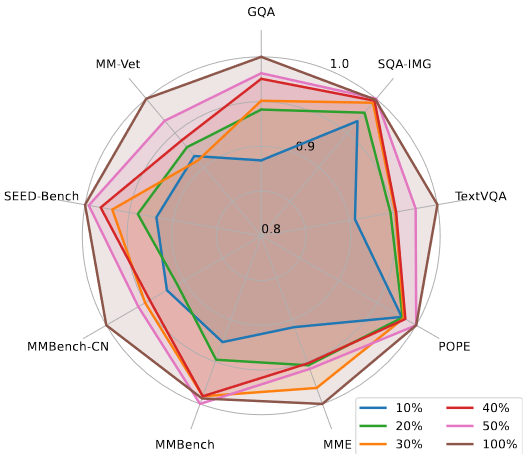 GQA
MM-Vet
1.0
SQA-IMG
0.9
SEED-Bench
TextVQA
0.8
MMBench-CN
POPE
MMBench
MME
10%
40%
20%
50%
30%
100%